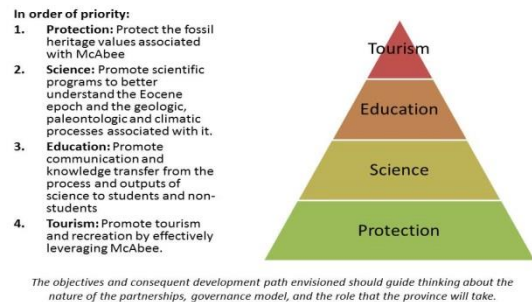 In order of priority:
1. Protection: Protect the fossil
heritage values associated
with McAbee
2. Science: Promote scientific
programs to better
understand the Eocene
epoch and the geologic,
paleontologic and climatic
processes associated with it.
3. Education: Promote
communication and
knowledge transfer from the
process and outputs of
science to students and non-
students
4. Tourism: Promote tourism
and recreation by effectively
leveraging McAbee.
Tourism
Education
Science
Protection
The objectives and consequent development path envisioned should guide thinking about the
nature of the partnerships, governance model, and the role that the province will take.